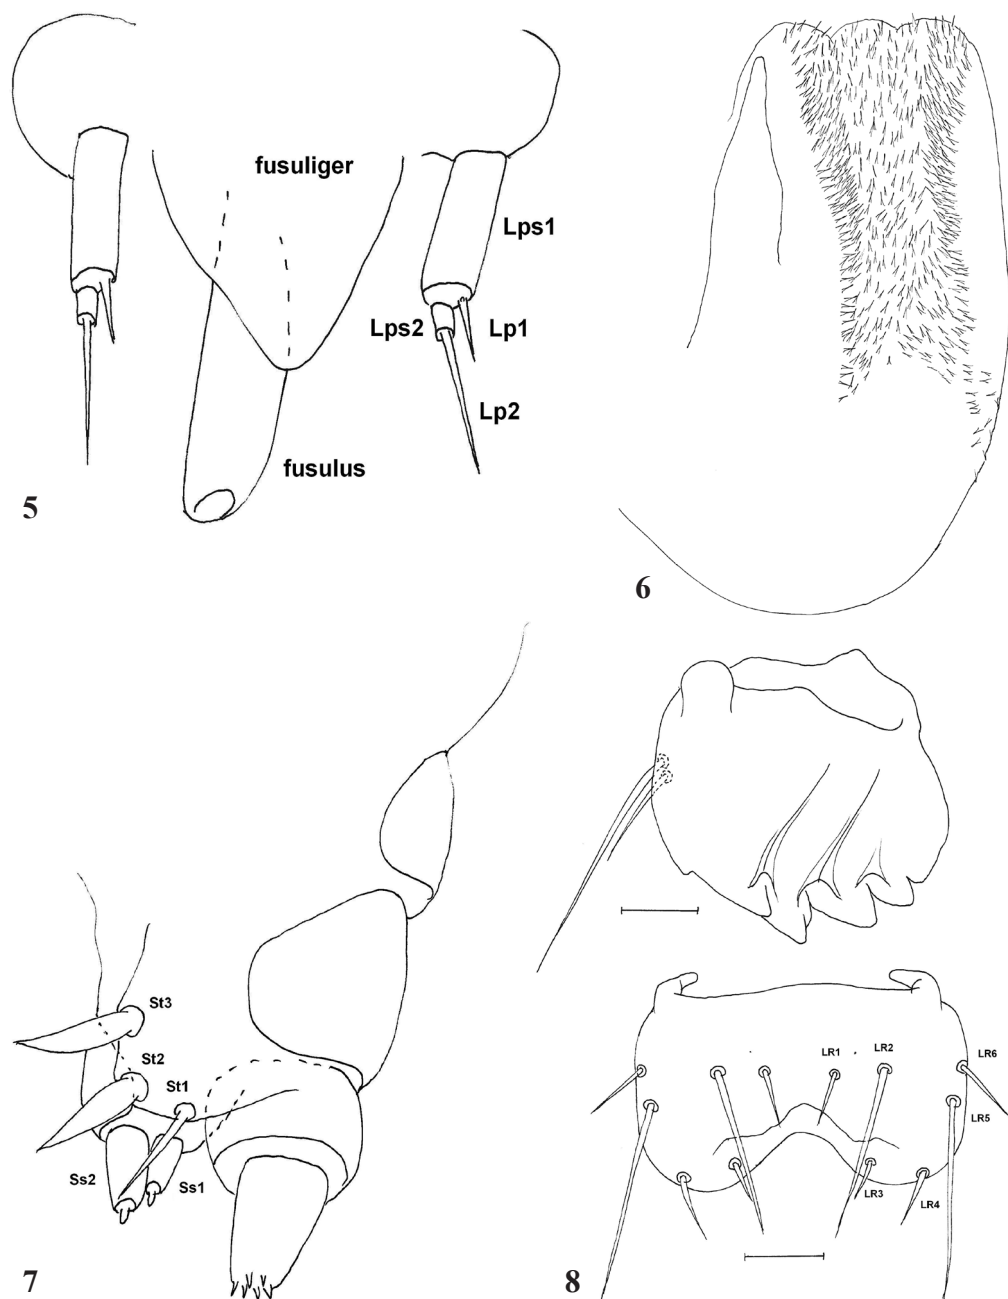 fusuliger
Lps1
Lps2
Lp1
Lp2
fusulus
5
6
St3
St2
St1
Ss2
Ss1
7
LR1
LR2
LR6
LR5
LR3
LR4
8